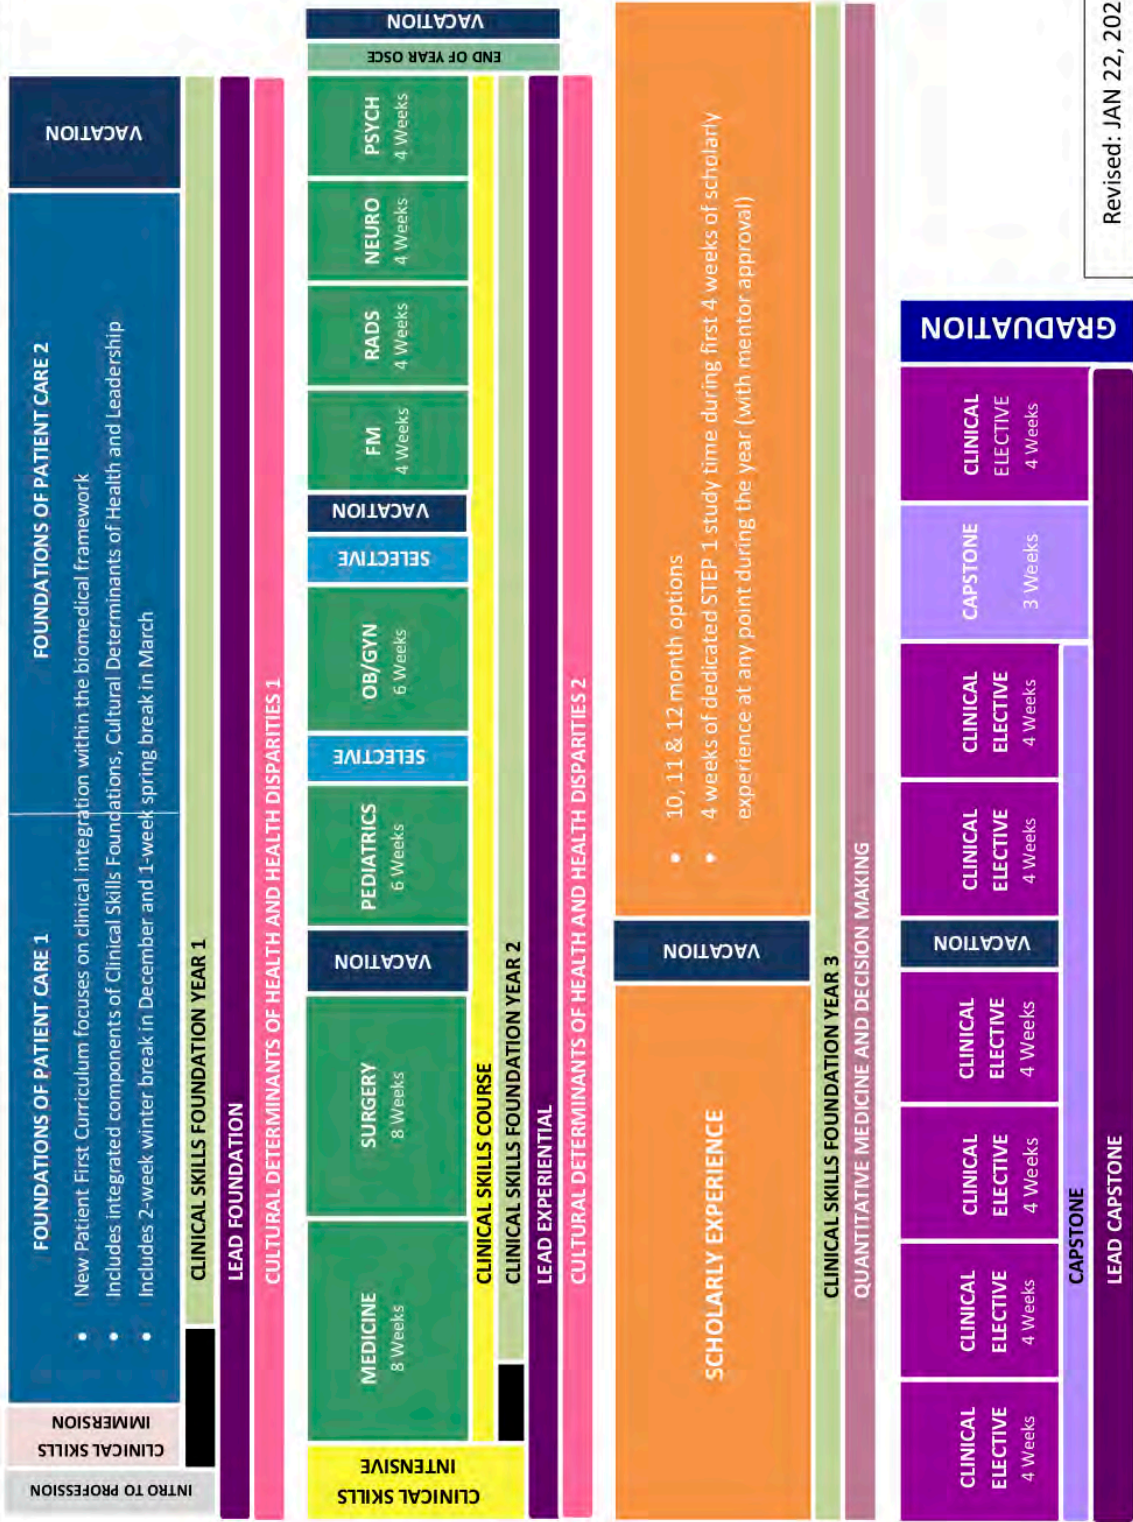 INTRO TO PROFESSION
CLINICAL SKILLS
IMMERSION
FOUNDATIONS OF PATIENT CARE 1
FOUNDATIONS OF PATIENT CARE 2
• New Patient First Curriculum focuses on clinical integration within the biomedical framework
• Includes integrated components of Clinical Skills Foundations, Cultural Determinants of Health and Leadership
• Includes 2-week winter break in December and 1-week spring break in March
VACATION
CLINICAL SKILLS FOUNDATION YEAR 1
LEAD FOUNDATION
CULTURAL DETERMINANTS OF HEALTH AND HEALTH DISPARITIES 1
CLINICAL SKILLS
INTENSIVE
MEDICINE
8 Weeks
SURGERY
8 Weeks
VACATION
PEDIATRICS
6 Weeks
SELECTIVE
OB/GYN
6 Weeks
SELECTIVE
VACATION
FM
4 Weeks
RADS
4 Weeks
NEURO
4 Weeks
PSYCH
4 Weeks
END OF YEAR OSCE
VACATION
CLINICAL SKILLS COURSE
CLINICAL SKILLS FOUNDATION YEAR 2
LEAD EXPERIENTIAL
CULTURAL DETERMINANTS OF HEALTH AND HEALTH DISPARITIES 2
SCHOLARLY EXPERIENCE
VACATION
• 10, 11 & 12 month options
• 4 weeks of dedicated STEP 1 study time during first 4 weeks of scholarly
experience at any point during the year (with mentor approval)
CLINICAL SKILLS FOUNDATION YEAR 3
QUANTITATIVE MEDICINE AND DECISION MAKING
CLINICAL
ELECTIVE
4 Weeks
CLINICAL
ELECTIVE
4 Weeks
CLINICAL
ELECTIVE
4 Weeks
CLINICAL
ELECTIVE
4 Weeks
VACATION
CLINICAL
ELECTIVE
4 Weeks
CLINICAL
ELECTIVE
4 Weeks
CAPSTONE
3 Weeks
CLINICAL
ELECTIVE
4 Weeks
GRADUATION
CAPSTONE
LEAD CAPSTONE
Revised: JAN 22, 202